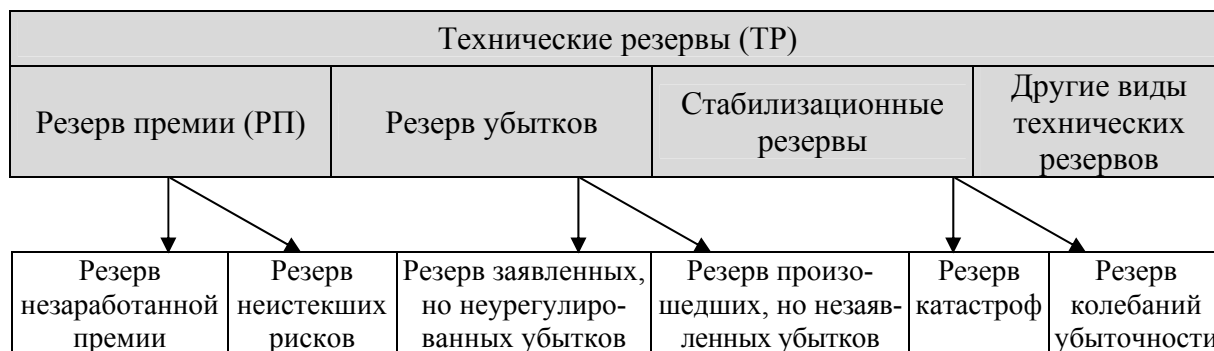 Технические резервы (ТР)
Резерв премии (РП)
Резерв убытков
Стабилизационные
резервы
Другие виды
технических
резервов
Резерв
незаработанной
премии
Резерв
неистекших
рисков
Резерв заявленных,
но неурегулиро-
ванных убытков
Резерв произо-
шедших, но незаяв-
ленных убытков
Резерв
катастроф
Резерв
колебаний
убыточности